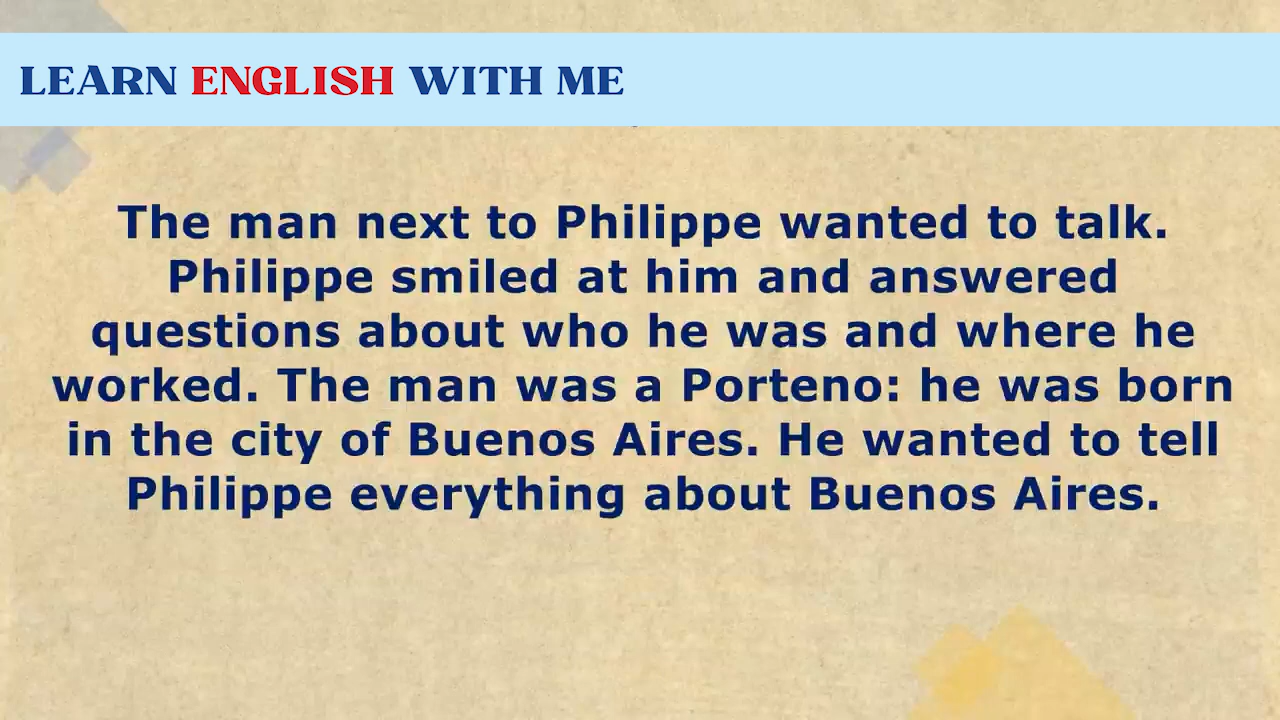 LEARN ENGLISH WITH ME
The man next to Philippe wanted to talk.
Philippe smiled at him and answered
questions about who he was and where he
worked. The man was a Porteno: he was born
in the city of Buenos Aires. He wanted to tell
Philippe everything about Buenos Aires.